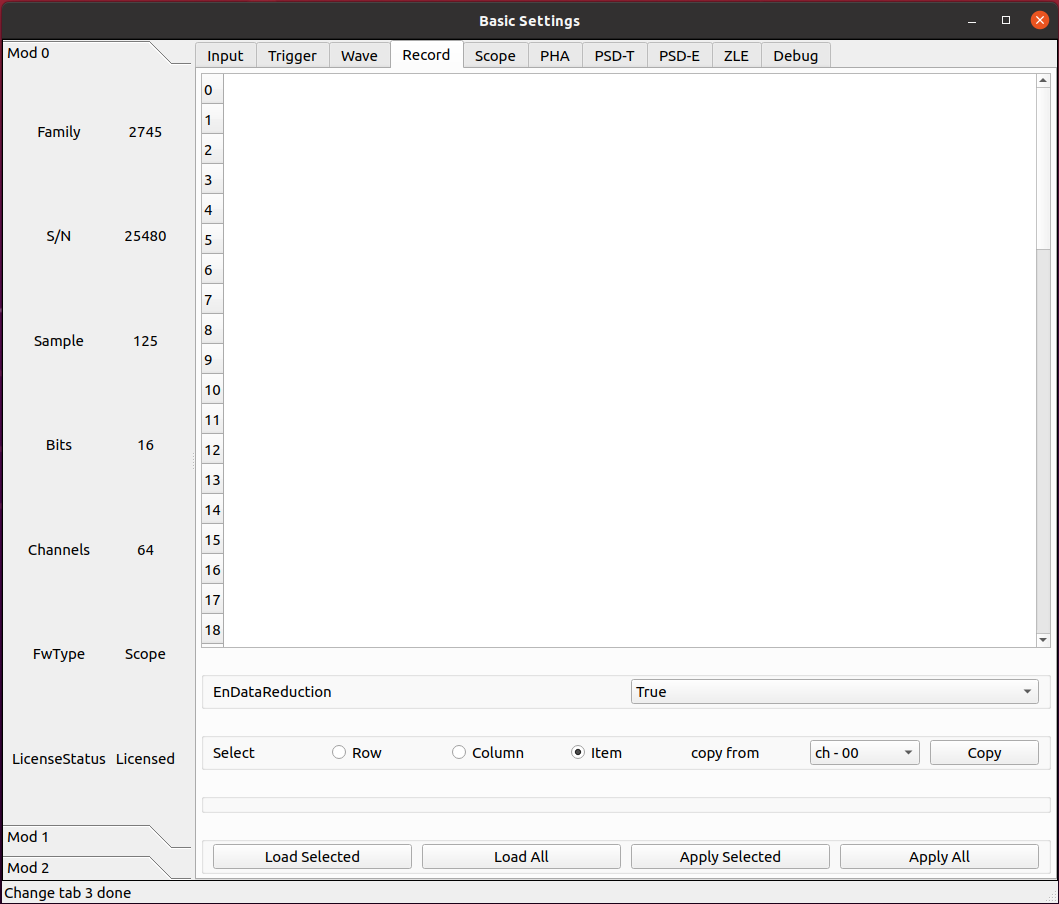 Basic Settings
Mod 0
Family 2745
S/N 25480
Sample 125
Bits 16
Channels 64
FwType Scope
LicenseStatus Licensed
Mod 1
Mod 2
Input Trigger Wave Record Scope PHA PSD-T PSD-E ZLE Debug
0
1
2
3
4
5
6
7
8
9
10
11
12
13
14
15
16
17
18
EnDataReduction True
Select Row Column Item copy from ch - 00 Copy
Load Selected Load All Apply Selected Apply All
Change tab 3 done